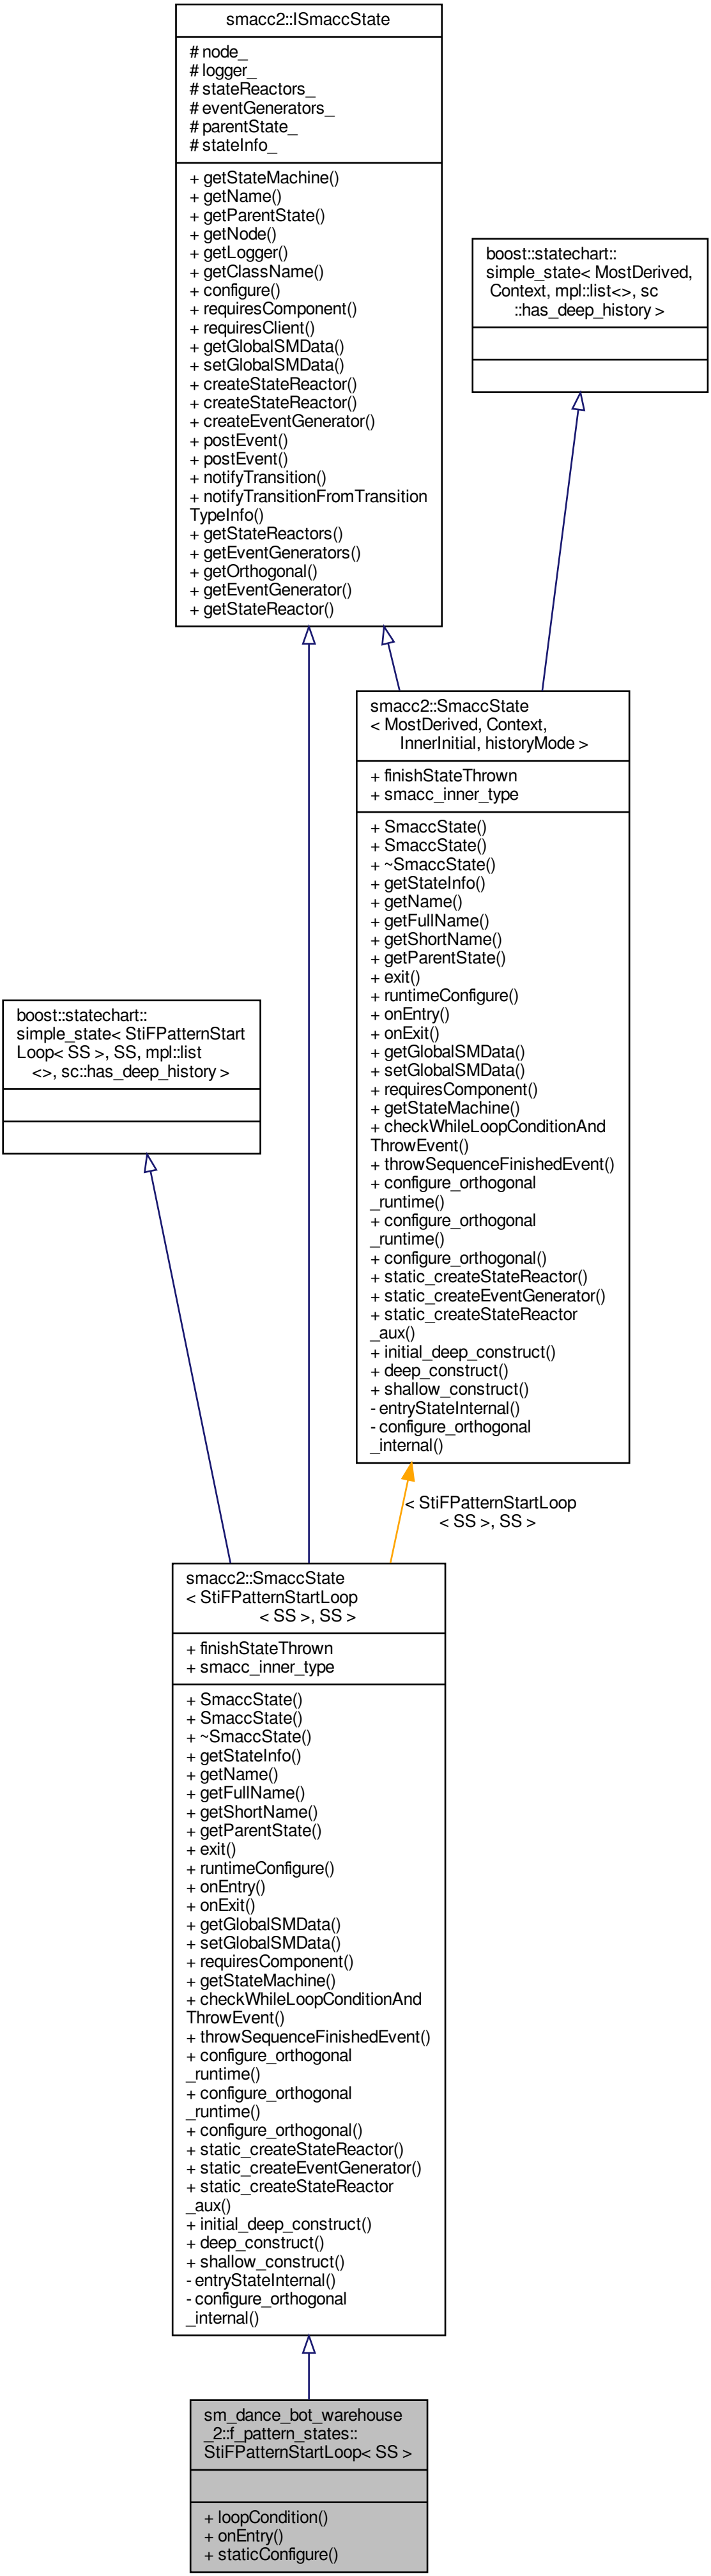 smacc2::ISmaccState
# node_
# logger_
# stateReactors_
# eventGenerators_
# parentState_
# stateInfo_
+ getStateMachine()
+ getName()
+ getParentState()
+ getNode()
+ getLogger()
+ getClassName()
+ configure()
+ requiresComponent()
+ requiresClient()
+ getGlobalSMData()
+ setGlobalSMData()
+ createStateReactor()
+ createStateReactor()
+ createEventGenerator()
+ postEvent()
+ postEvent()
+ notifyTransition()
+ notifyTransitionFromTransition
TypeInfo()
+ getStateReactors()
+ getEventGenerators()
+ getOrthogonal()
+ getEventGenerator()
+ getStateReactor()
boost::statechart::
simple_state< MostDerived,
Context, mpl::list<>, sc
::has_deep_history >
smacc2::SmaccState
< MostDerived, Context,
InnerInitial, historyMode >
+ finishStateThrown
+ smacc_inner_type
+ SmaccState()
+ SmaccState()
+ ~SmaccState()
+ getStateInfo()
+ getName()
+ getFullName()
+ getShortName()
+ getParentState()
+ exit()
+ runtimeConfigure()
+ onEntry()
+ onExit()
+ getGlobalSMData()
+ setGlobalSMData()
+ requiresComponent()
+ getStateMachine()
+ checkWhileLoopConditionAnd
ThrowEvent()
+ throwSequenceFinishedEvent()
+ configure_orthogonal
_runtime()
+ configure_orthogonal
_runtime()
+ configure_orthogonal()
+ static_createStateReactor()
+ static_createEventGenerator()
+ static_createStateReactor
_aux()
+ initial_deep_construct()
+ deep_construct()
+ shallow_construct()
- entryStateInternal()
- configure_orthogonal
_internal()
boost::statechart::
simple_state< StiFPatternStart
Loop< SS >, SS, mpl::list
<>, sc::has_deep_history >
< StiFPatternStartLoop
< SS >, SS >
smacc2::SmaccState
< StiFPatternStartLoop
< SS >, SS >
+ finishStateThrown
+ smacc_inner_type
+ SmaccState()
+ SmaccState()
+ ~SmaccState()
+ getStateInfo()
+ getName()
+ getFullName()
+ getShortName()
+ getParentState()
+ exit()
+ runtimeConfigure()
+ onEntry()
+ onExit()
+ getGlobalSMData()
+ setGlobalSMData()
+ requiresComponent()
+ getStateMachine()
+ checkWhileLoopConditionAnd
ThrowEvent()
+ throwSequenceFinishedEvent()
+ configure_orthogonal
_runtime()
+ configure_orthogonal
_runtime()
+ configure_orthogonal()
+ static_createStateReactor()
+ static_createEventGenerator()
+ static_createStateReactor
_aux()
+ initial_deep_construct()
+ deep_construct()
+ shallow_construct()
- entryStateInternal()
- configure_orthogonal
_internal()
sm_dance_bot_warehouse
_2::f_pattern_states::
StiFPatternStartLoop< SS >
+ loopCondition()
+ onEntry()
+ staticConfigure()